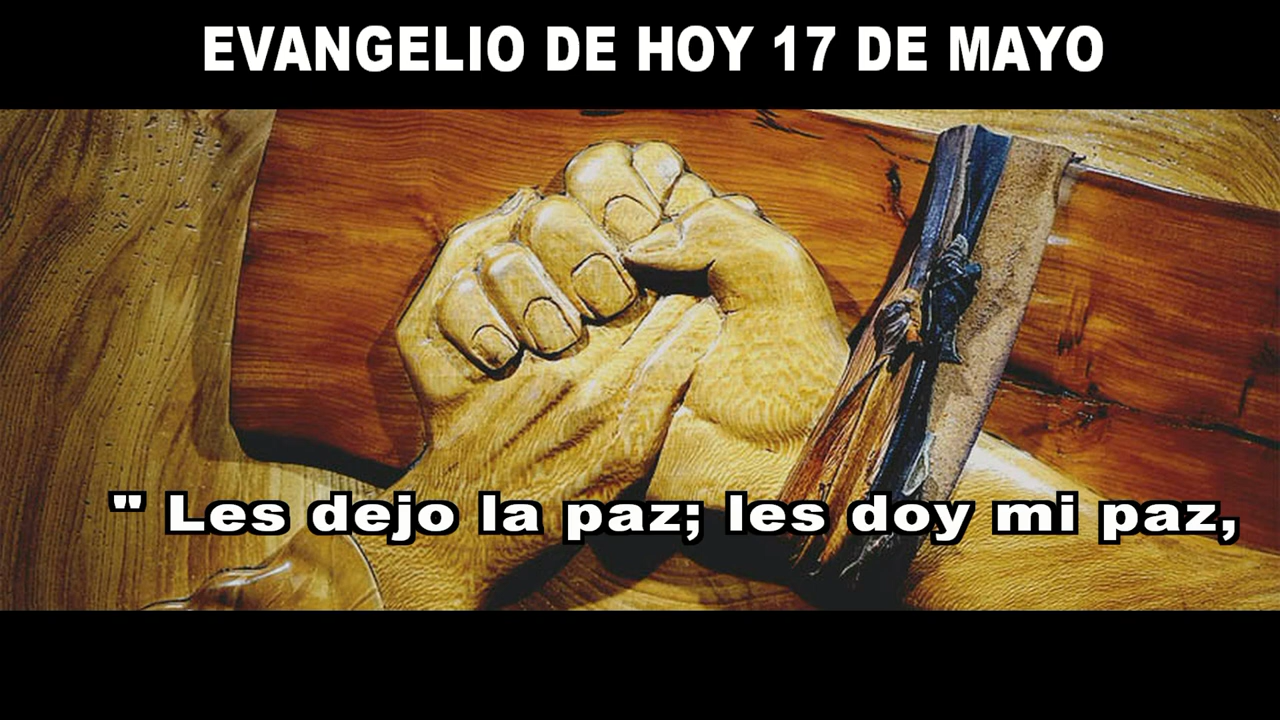 EVANGELIO DE HOY 17 DE MAYO
" Les dejo la paz; les doy mi paz,